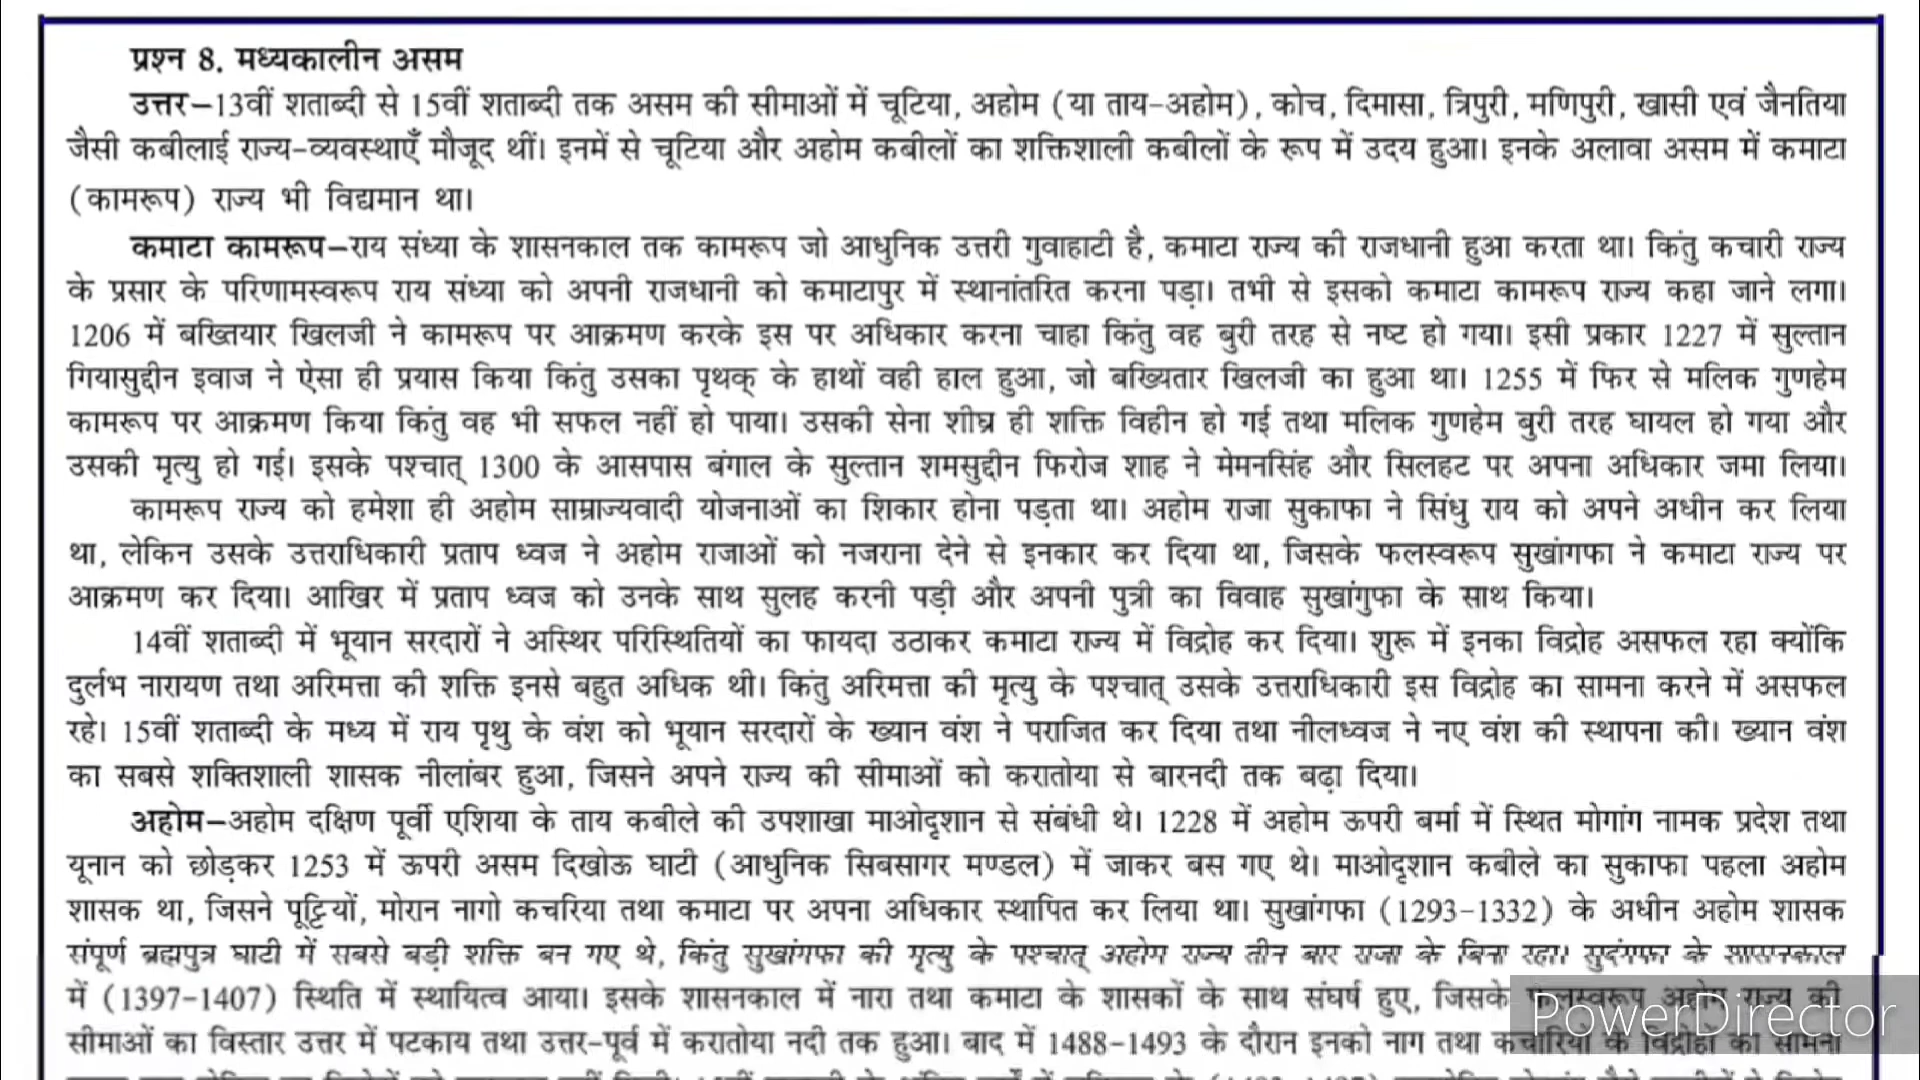 प्रश्न 8. मध्यकालीन असम
उत्तर–13वीं शताब्दी से 15वीं शताब्दी तक असम की सीमाओं में चूटिया, अहोम (या ताय-अहोम), कोच, दिमासा, त्रिपुरी, मणिपुरी, खासी एवं जैनतिया
जैसी कबीलाई राज्य-व्यवस्थाएँ मौजूद थीं। इनमें से चूटिया और अहोम कबीलों का शक्तिशाली कबीलों के रूप में उदय हुआ। इनके अलावा असम में कमाटा
(कामरूप) राज्य भी विद्यमान था।
कमाटा कामरूप–राय संध्या के शासनकाल तक कामरूप जो आधुनिक उत्तरी गुवाहाटी है, कमाटा राज्य की राजधानी हुआ करता था। किंतु कचारी राज्य
के प्रसार के परिणामस्वरूप राय संध्या को अपनी राजधानी को कमाटापुर में स्थानांतरित करना पड़ा। तभी से इसको कमाटा कामरूप राज्य कहा जाने लगा।
1206 में बख्तियार खिलजी ने कामरूप पर आक्रमण करके इस पर अधिकार करना चाहा किंतु वह बुरी तरह से नष्ट हो गया। इसी प्रकार 1227 में सुल्तान
गियासुद्दीन इवाज ने ऐसा ही प्रयास किया किंतु उसका पृथक् के हाथों वही हाल हुआ, जो बख्यितार खिलजी का हुआ था। 1255 में फिर से मलिक गुणहेम
कामरूप पर आक्रमण किया किंतु वह भी सफल नहीं हो पाया। उसकी सेना शीघ्र ही शक्ति विहीन हो गई तथा मलिक गुणहेम बुरी तरह घायल हो गया और
उसकी मृत्यु हो गई। इसके पश्चात् 1300 के आसपास बंगाल के सुल्तान शमसुद्दीन फिरोज शाह ने मेमनसिंह और सिलहट पर अपना अधिकार जमा लिया।
कामरूप राज्य को हमेशा ही अहोम साम्राज्यवादी योजनाओं का शिकार होना पड़ता था। अहोम राजा सुकाफा ने सिंधु राय को अपने अधीन कर लिया
था, लेकिन उसके उत्तराधिकारी प्रताप ध्वज ने अहोम राजाओं को नजराना देने से इनकार कर दिया था, जिसके फलस्वरूप सुखांगफा ने कमाटा राज्य पर
आक्रमण कर दिया। आखिर में प्रताप ध्वज को उनके साथ सुलह करनी पड़ी और अपनी पुत्री का विवाह सुखांगुफा के साथ किया।
14वीं शताब्दी में भूयान सरदारों ने अस्थिर परिस्थितियों का फायदा उठाकर कमाटा राज्य में विद्रोह कर दिया। शुरू में इनका विद्रोह असफल रहा क्योंकि
दुर्लभ नारायण तथा अरिमत्ता की शक्ति इनसे बहुत अधिक थी। किंतु अरिमत्ता की मृत्यु के पश्चात् उसके उत्तराधिकारी इस विद्रोह का सामना करने में असफल
रहे। 15वीं शताब्दी के मध्य में राय पृथु के वंश को भूयान सरदारों के ख्यान वंश ने पराजित कर दिया तथा नीलध्वज ने नए वंश की स्थापना की। ख्यान वंश
का सबसे शक्तिशाली शासक नीलांबर हुआ, जिसने अपने राज्य की सीमाओं को करातोया से बारनदी तक बढ़ा दिया।
अहोम–अहोम दक्षिण पूर्वी एशिया के ताय कबीले की उपशाखा माओदृशान से संबंधी थे। 1228 में अहोम ऊपरी बर्मा में स्थित मोगांग नामक प्रदेश तथा
यूनान को छोड़कर 1253 में ऊपरी असम दिखोऊ घाटी (आधुनिक सिबसागर मण्डल) में जाकर बस गए थे। माओदृशान कबीले का सुकाफा पहला अहोम
शासक था, जिसने पूट्टियों, मोरान नागो कचरिया तथा कमाटा पर अपना अधिकार स्थापित कर लिया था। सुखांगफा (1293-1332) के अधीन अहोम शासक
संपूर्ण ब्रह्मपुत्र घाटी में सबसे बड़ी शक्ति बन गए थे, किंतु सुखांगफा की मृत्यु के पश्चात् अहोम राज्य तीन बार राजा के बिना रहा। सुदंगफा के शासनकाल
में (1397-1407) स्थिति में स्थायित्व आया। इसके शासनकाल में नारा तथा कमाटा के शासकों के साथ संघर्ष हुए, जिसके फलस्वरूप अहोम राज्य की
सीमाओं का विस्तार उत्तर में पटकाय तथा उत्तर-पूर्व में करातोया नदी तक हुआ। बाद में 1488-1493 के दौरान इनको नाग तथा कचारिया के विद्रोहों का सामना
PowerDirector